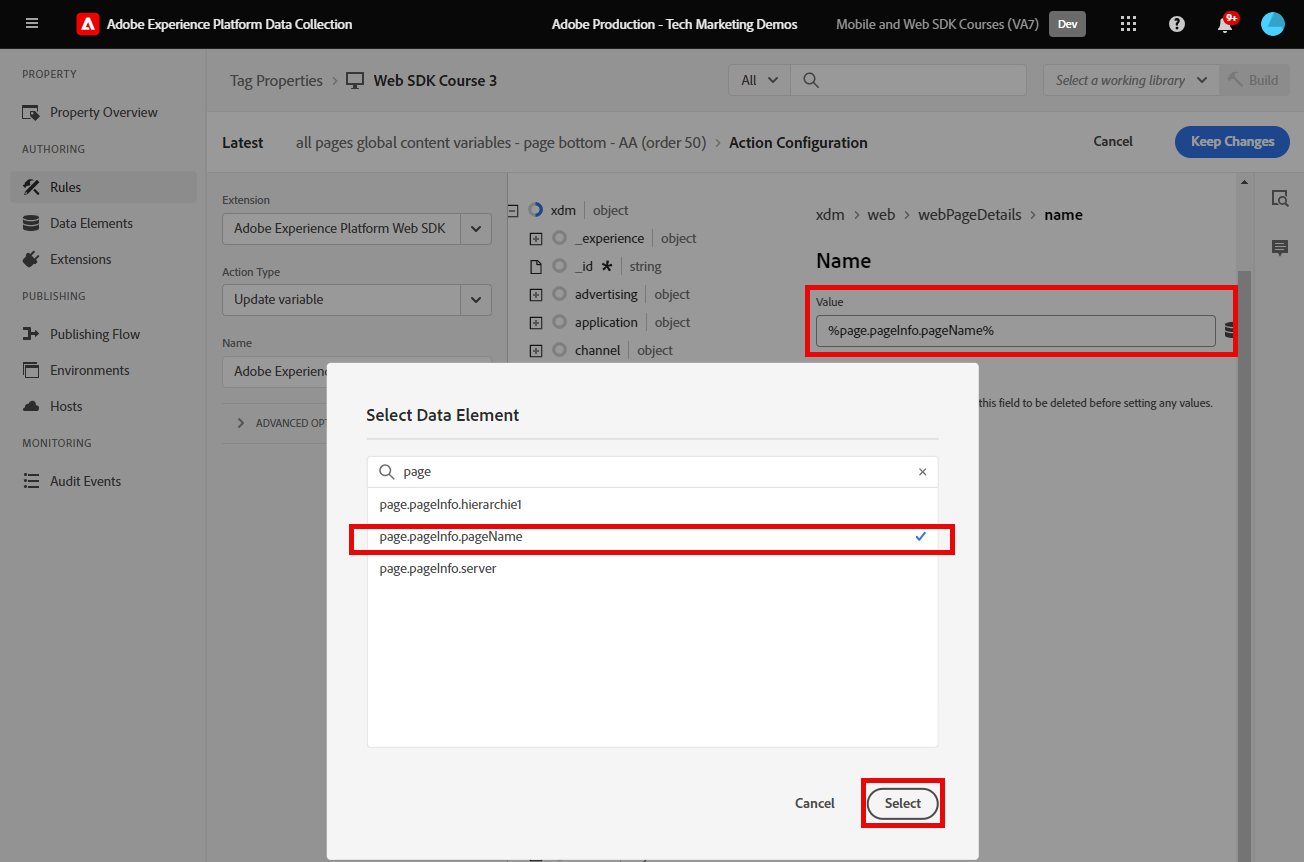 Adobe Experience Platform Data Collection
Adobe Production - Tech Marketing Demos
Mobile and Web SDK Courses (VA7)
Dev
9+
PROPERTY
Property Overview
AUTHORING
Rules
Data Elements
Extensions
PUBLISHING
Publishing Flow
Environments
Hosts
MONITORING
Audit Events
Tag Properties > Web SDK Course 3
All
Select a working library
Build
Latest
all pages global content variables - page bottom - AA (order 50) > Action Configuration
Cancel
Keep Changes
Extension
Adobe Experience Platform Web SDK
Action Type
Update variable
Name
Adobe Experien
ADVANCED OPT
xdm object
_experience object
_id * string
advertising object
application object
channel object
xdm > web > webPageDetails > name
Name
Value
%page.pageInfo.pageName%
this field to be deleted before setting any values.
Select Data Element
page
page.pageInfo.hierarchie1
page.pageInfo.pageName
page.pageInfo.server
Cancel
Select